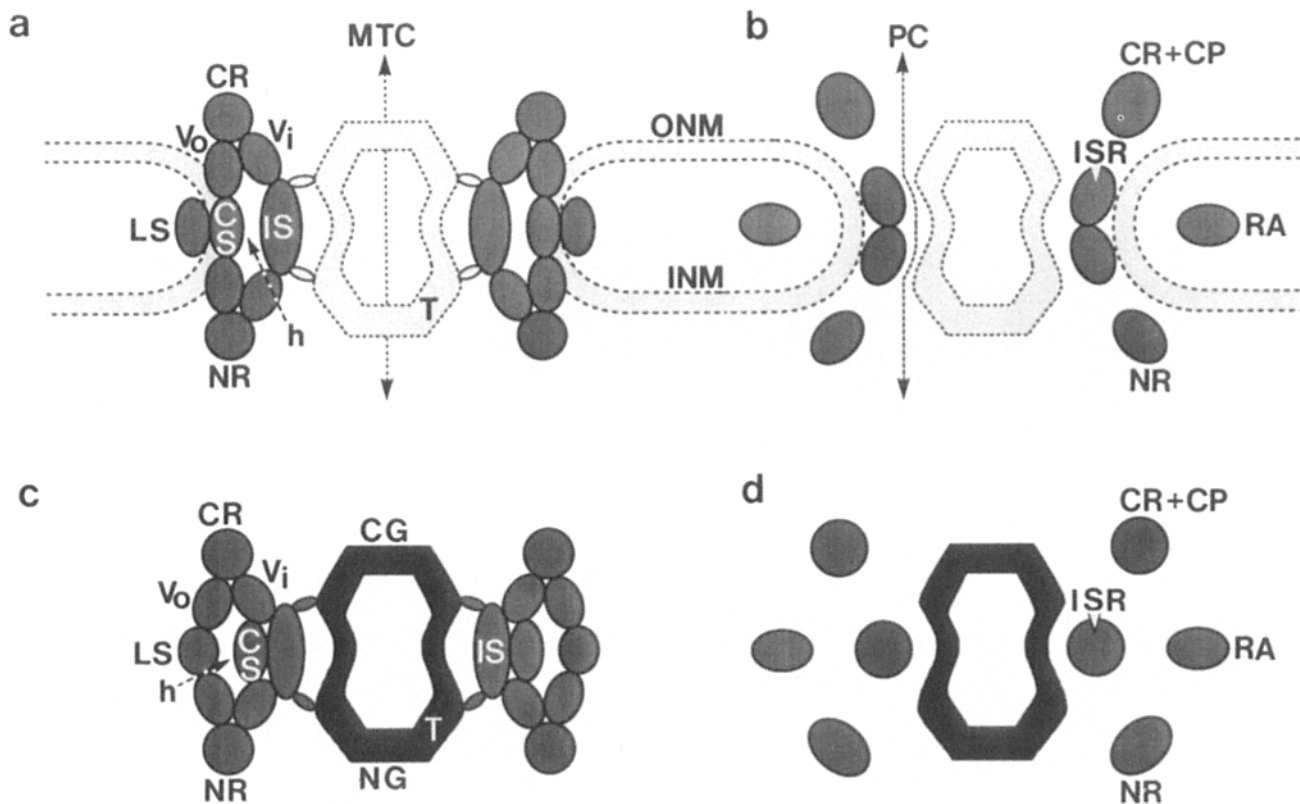 a
MTC
CR
Vo
Vi
LS
CS
IS
h
T
NR
b
PC
CR+CP
ONM
ISR
RA
INM
NR
c
CR
CG
Vo
Vi
LS
CS
IS
h
T
NR
NG
d
CR+CP
ISR
RA
NR